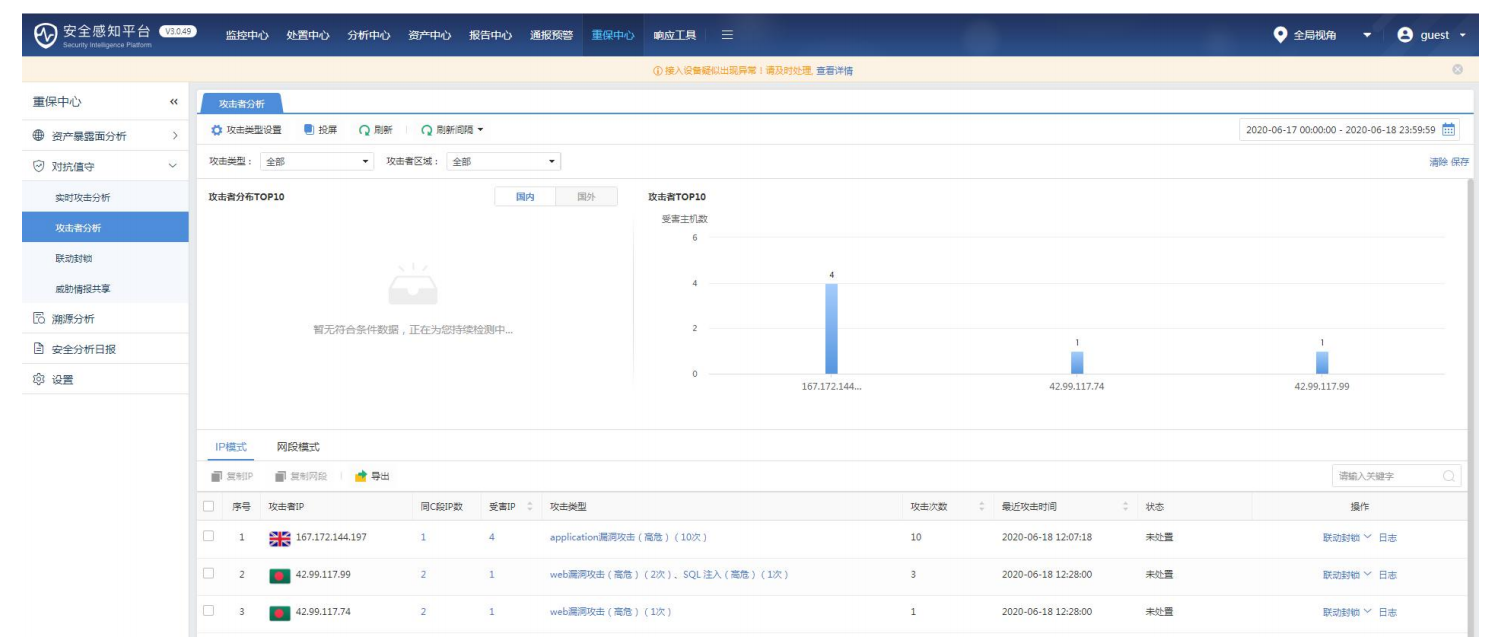 安全感知平台 V3.0.49 监控中心 处置中心 分析中心 资产中心 报告中心 通报预警 重保中心 响应工具 全局视角 guest
Security Intelligence Platform
接入设备疑似出现异常!请及时处理, 查看详情
重保中心 «
资产暴露面分析
对抗值守
实时攻击分析
攻击者分析
联动封锁
威胁情报共享
溯源分析
安全分析日报
设置
攻击者分析
攻击类型设置 投屏 刷新 刷新间隔 2020-06-17 00:00:00 - 2020-06-18 23:59:59
攻击类型: 全部 攻击者区域: 全部 清除 保存
攻击者分布TOP10 国内 国外
暂无符合条件数据,正在为您持续检测中...
攻击者TOP10
受害主机数
6
4
2
0
4
1
1
167.172.144... 42.99.117.74 42.99.117.99
IP模式 网段模式
复制IP 复制网段 导出 请输入关键字
序号 攻击者IP 同C段IP数 受害IP 攻击类型 攻击次数 最近攻击时间 状态 操作
1 167.172.144.197 1 4 application漏洞攻击(高危)(10次) 10 2020-06-18 12:07:18 未处置 联动封锁 日志
2 42.99.117.99 2 1 web漏洞攻击(高危)(2次)、SQL注入(高危)(1次) 3 2020-06-18 12:28:00 未处置 联动封锁 日志
3 42.99.117.74 2 1 web漏洞攻击(高危)(1次) 1 2020-06-18 12:28:00 未处置 联动封锁 日志